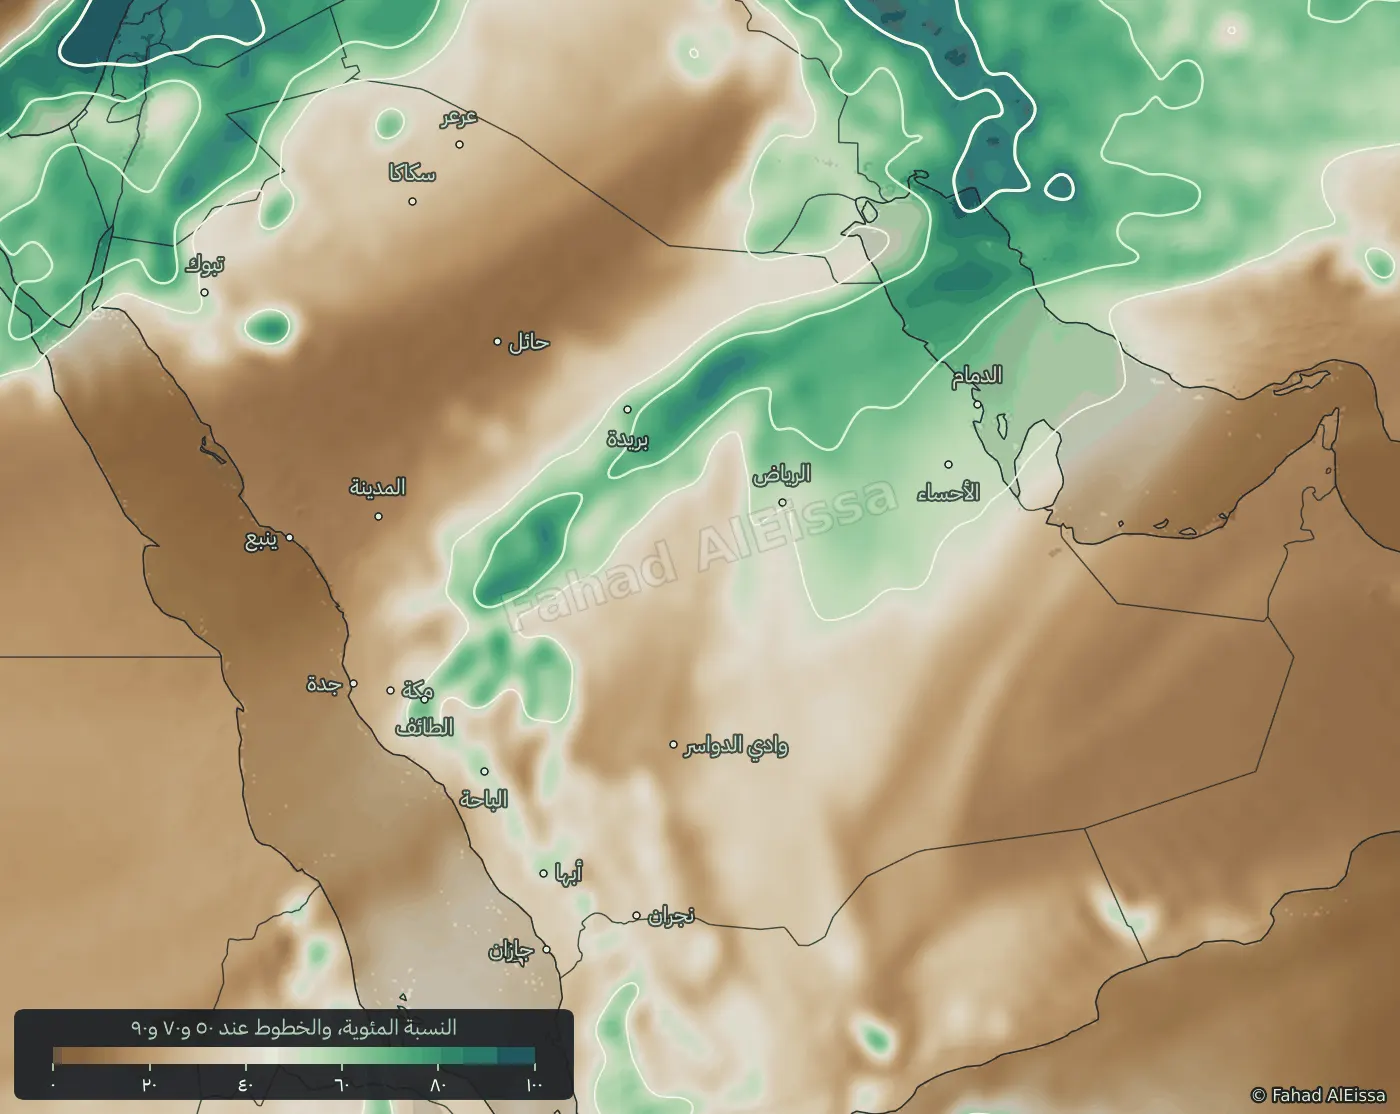 عرعر
سكاكا
تبوك
حائل
الدمام
بريدة
الرياض
الأحساء
المدينة
ينبع
Fahad AlEissa
جدة
مكة
الطائف
وادي الدواسر
الباحة
أبها
نجران
جازان
النسبة المئوية، والخطوط عند ٥٠ و٧٠ و٩٠
٠ ٢٠ ٤٠ ٦٠ ٨٠ ١٠٠
© Fahad AlEissa